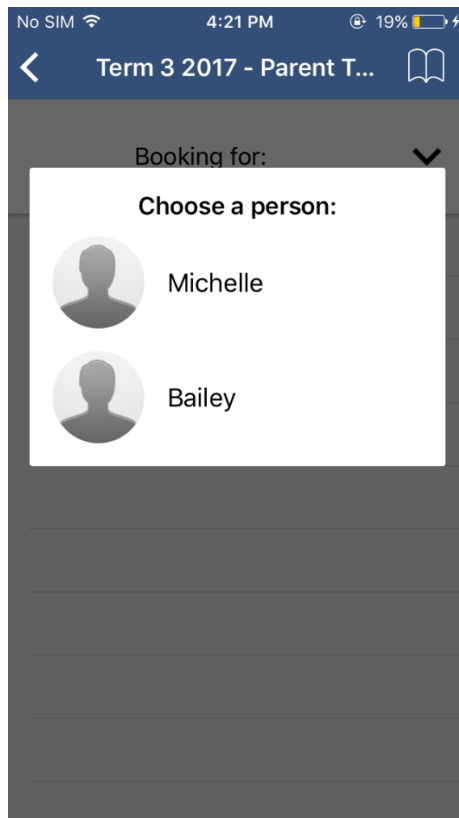 No SIM 4:21 PM 19%
Term 3 2017 - Parent T...
Booking for:
Choose a person:
Michelle
Bailey